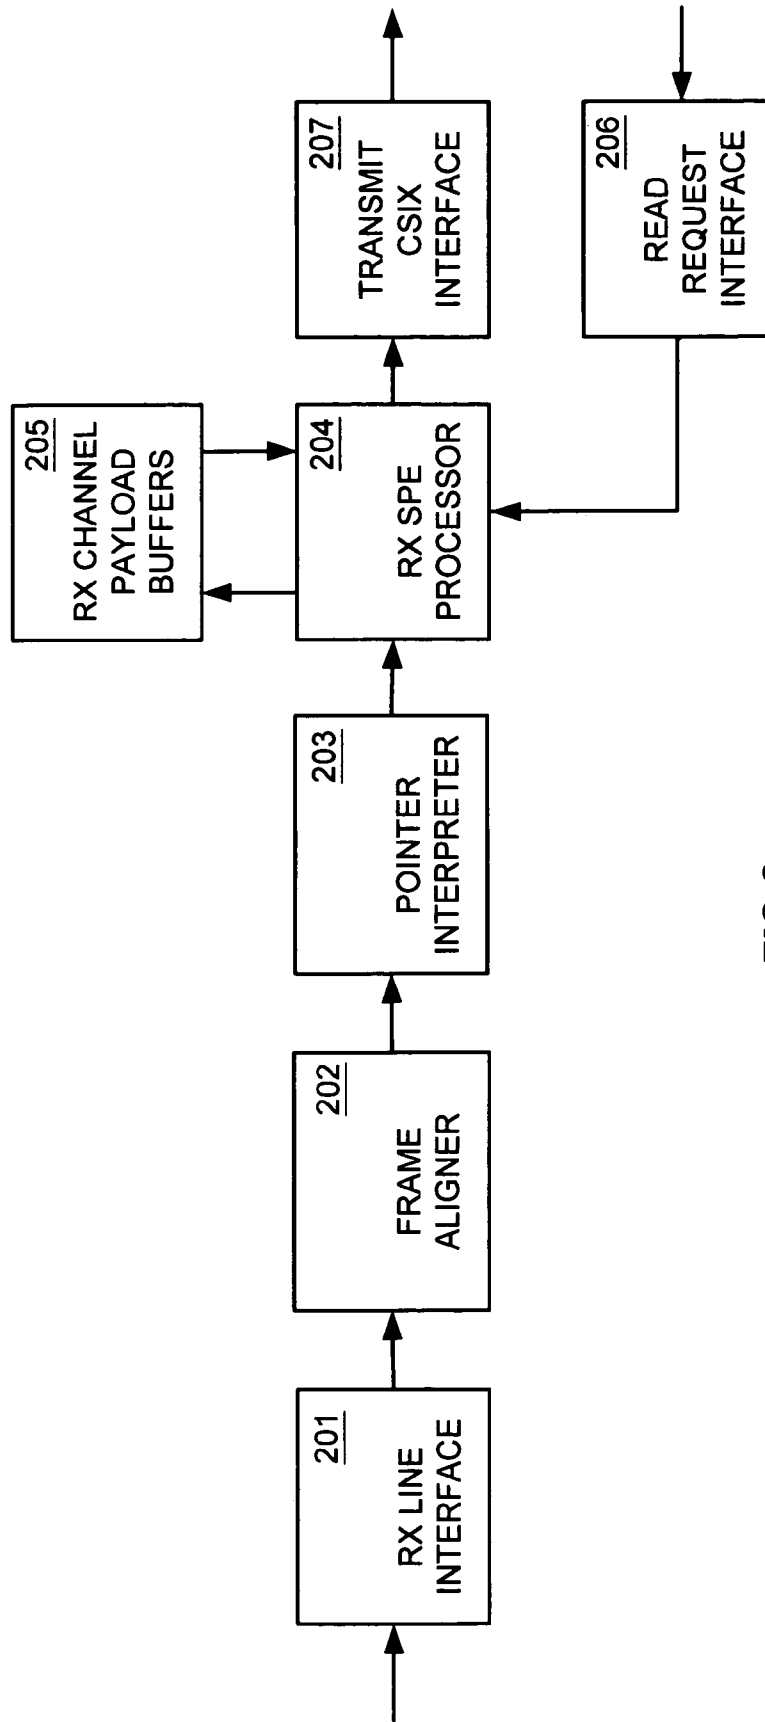 201
RX LINE
INTERFACE
202
FRAME
ALIGNER
203
POINTER
INTERPRETER
205
RX CHANNEL
PAYLOAD
BUFFERS
204
RX SPE
PROCESSOR
207
TRANSMIT
CSIX
INTERFACE
206
READ
REQUEST
INTERFACE